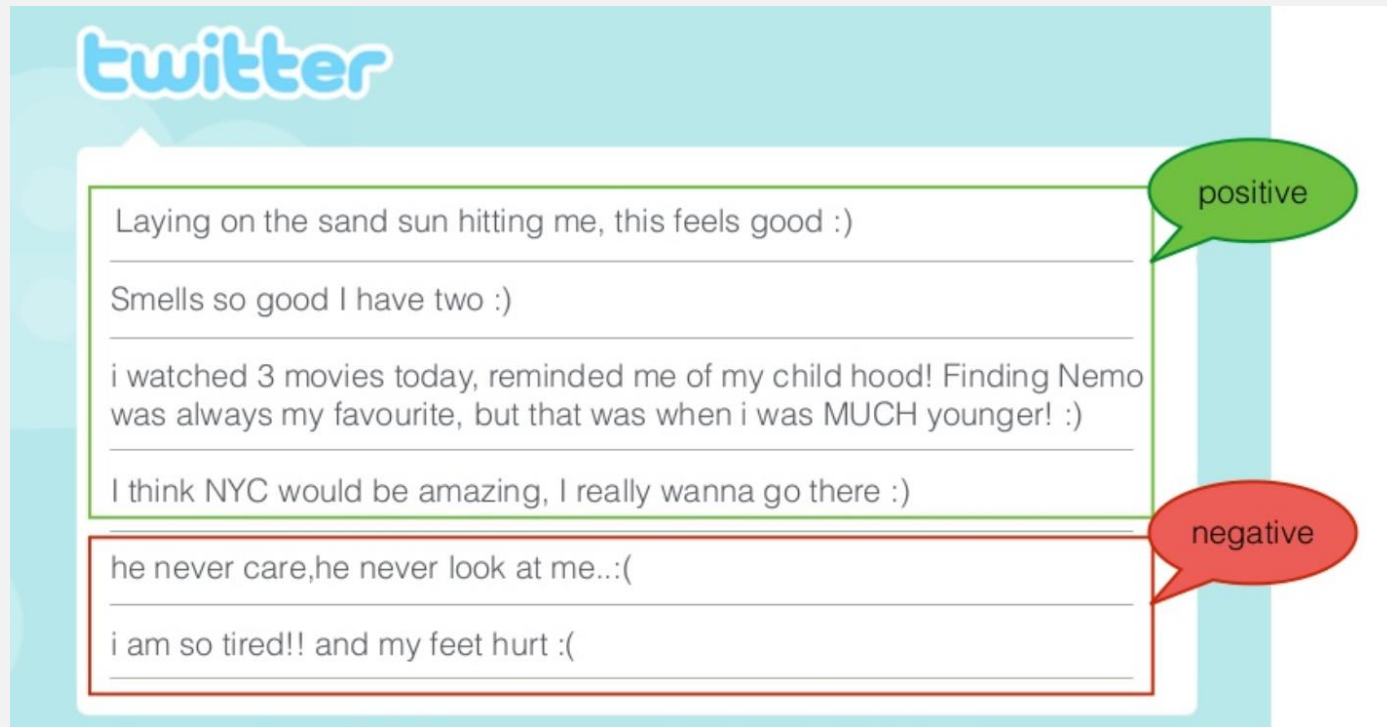 twitter
positive
Laying on the sand sun hitting me, this feels good :)
Smells so good I have two :)
i watched 3 movies today, reminded me of my child hood! Finding Nemo
was always my favourite, but that was when i was MUCH younger! :)
I think NYC would be amazing, I really wanna go there :)
negative
he never care,he never look at me..:(
i am so tired!! and my feet hurt :(